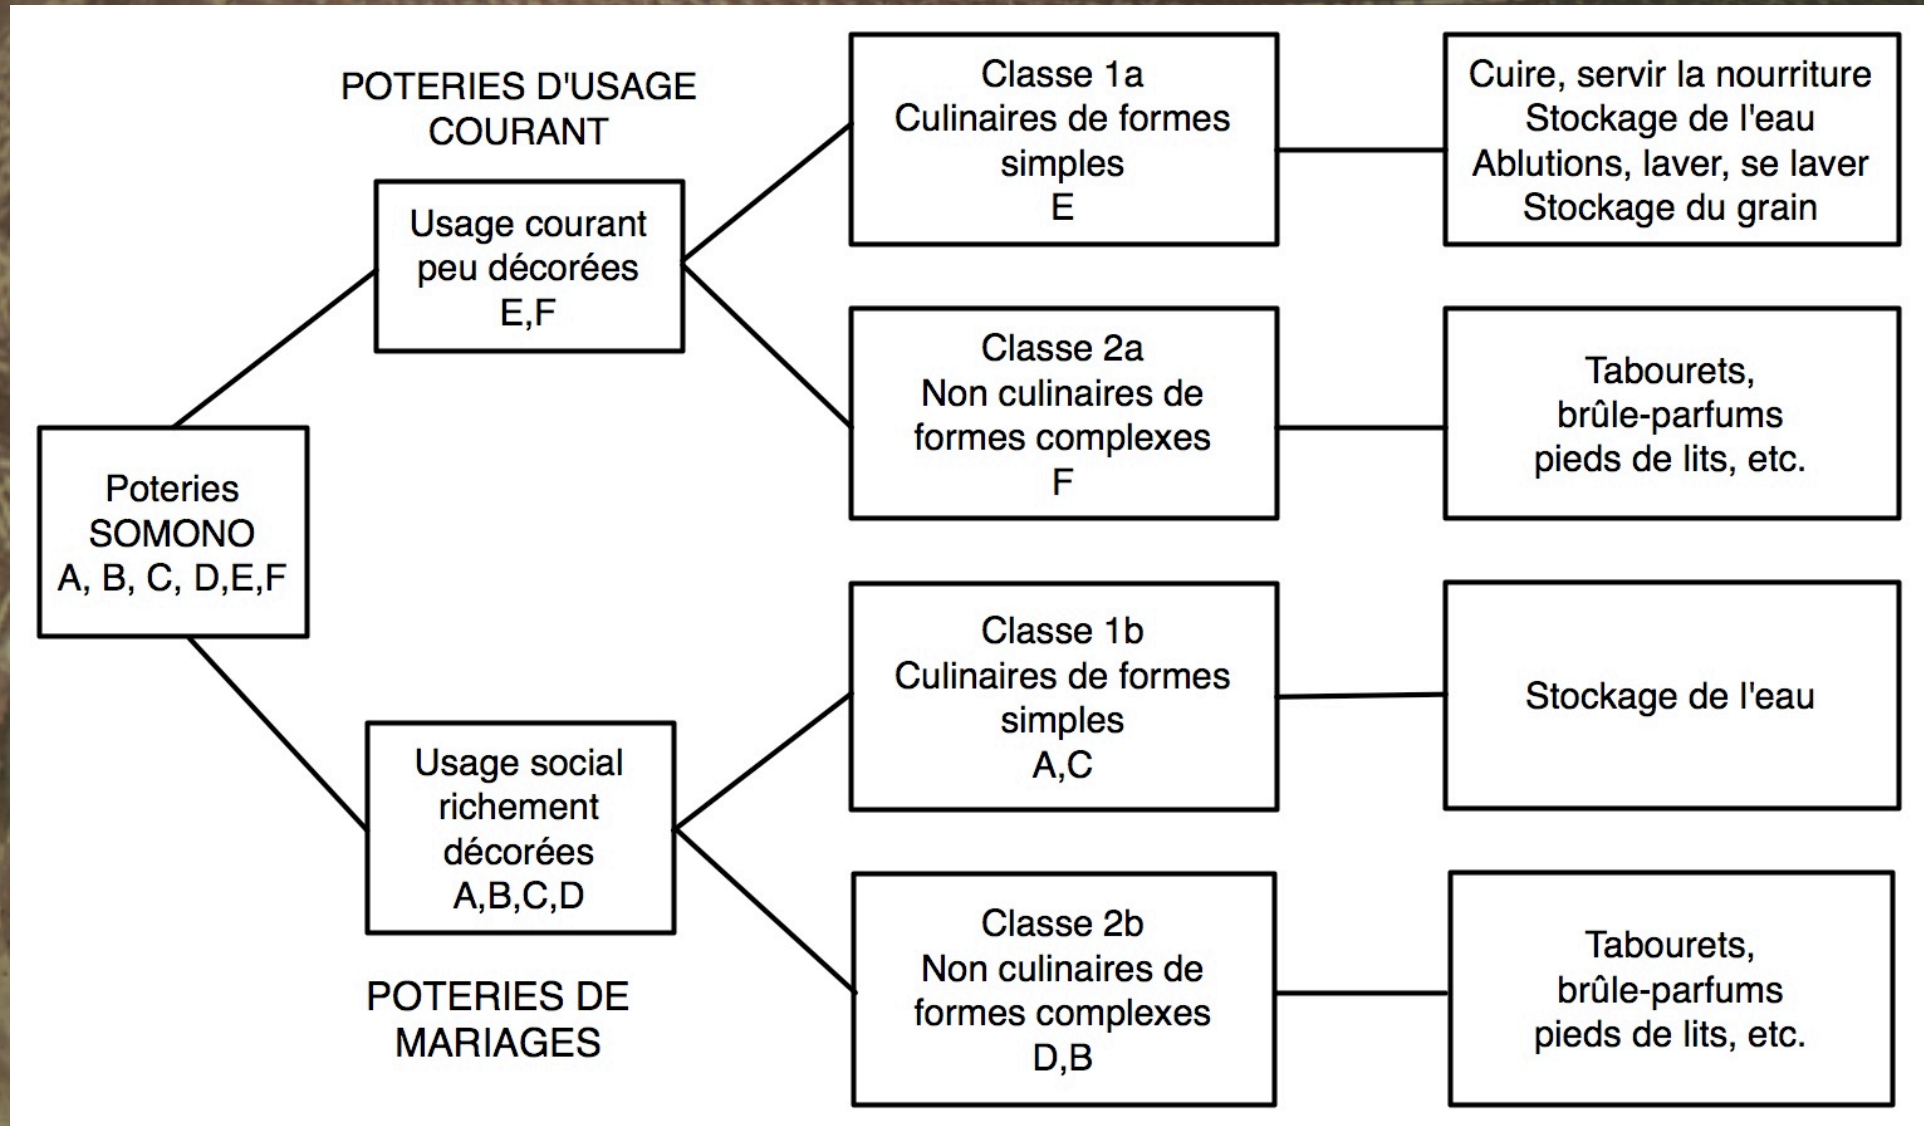 POTERIES D'USAGE
COURANT
Classe 1a
Culinaires de formes
simples
E
Cuire, servir la nourriture
Stockage de l'eau
Ablutions, laver, se laver
Stockage du grain
Usage courant
peu décorées
E,F
Classe 2a
Non culinaires de
formes complexes
F
Tabourets,
brûle-parfums
pieds de lits, etc.
Poteries
SOMONO
A, B, C, D,E,F
Classe 1b
Culinaires de formes
simples
A,C
Stockage de l'eau
Usage social
richement
décorées
A,B,C,D
POTERIES DE
MARIAGES
Classe 2b
Non culinaires de
formes complexes
D,B
Tabourets,
brûle-parfums
pieds de lits, etc.